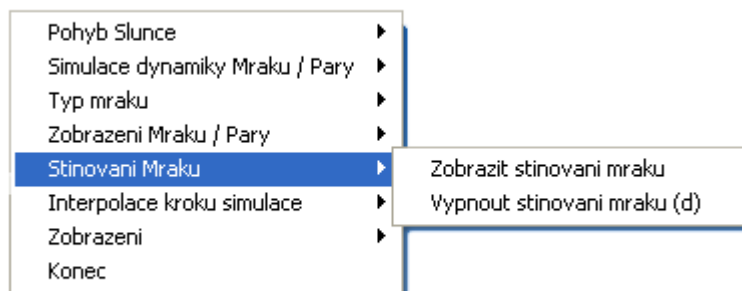 Pohyb Slunce
Simulace dynamiky Mraku / Pary
Typ mraku
Zobrazeni Mraku / Pary
Stinovani Mraku
Zobrazit stinovani mraku
Interpolace kroku simulace
Vypnout stinovani mraku (d)
Zobrazeni
Konec